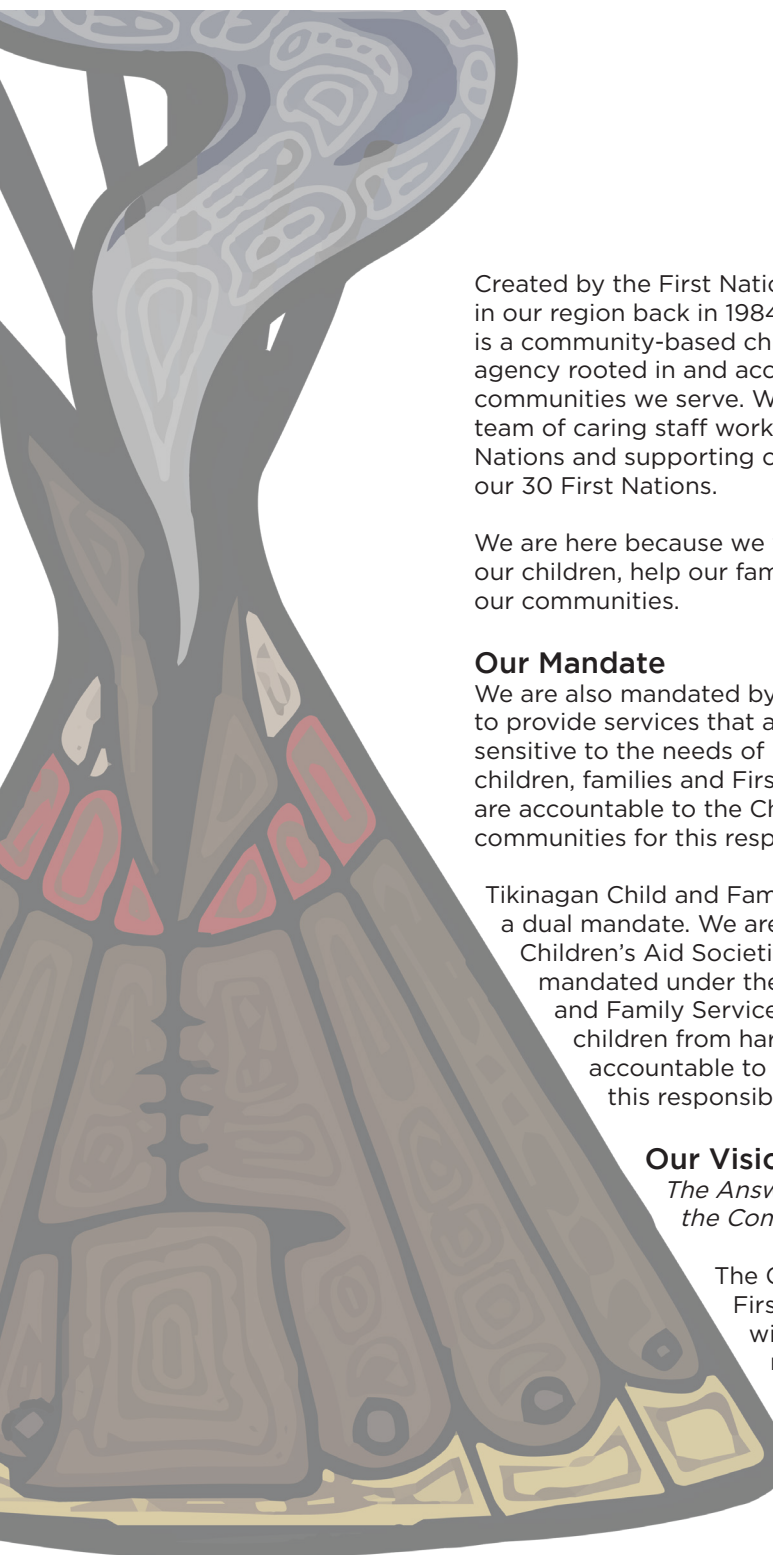 Created by the First Natio
in our region back in 1984
is a community-based ch
agency rooted in and acc
communities we serve. W
team of caring staff work
Nations and supporting c
our 30 First Nations.
We are here because we
our children, help our fam
our communities.
Our Mandate
We are also mandated by
to provide services that a
sensitive to the needs of
children, families and Firs
are accountable to the Ch
communities for this resp
Tikinagan Child and Fam
a dual mandate. We are
Children’s Aid Societi
mandated under the
and Family Service
children from har
accountable to
this responsib
Our Visio
The Answ
the Com
The C
Firs
wi